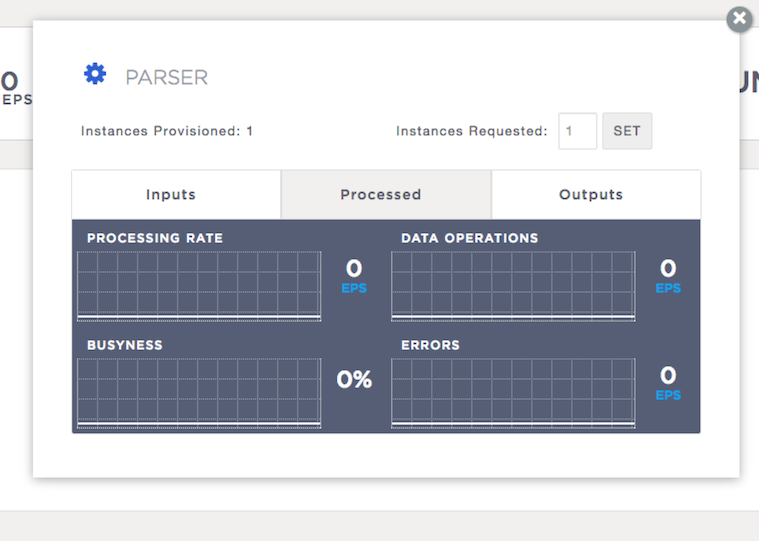 0
EPS
PARSER
Instances Provisioned: 1
Instances Requested: 1 SET
Inputs Processed Outputs
PROCESSING RATE
0
EPS
DATA OPERATIONS
0
EPS
BUSYNESS
0%
ERRORS
0
EPS